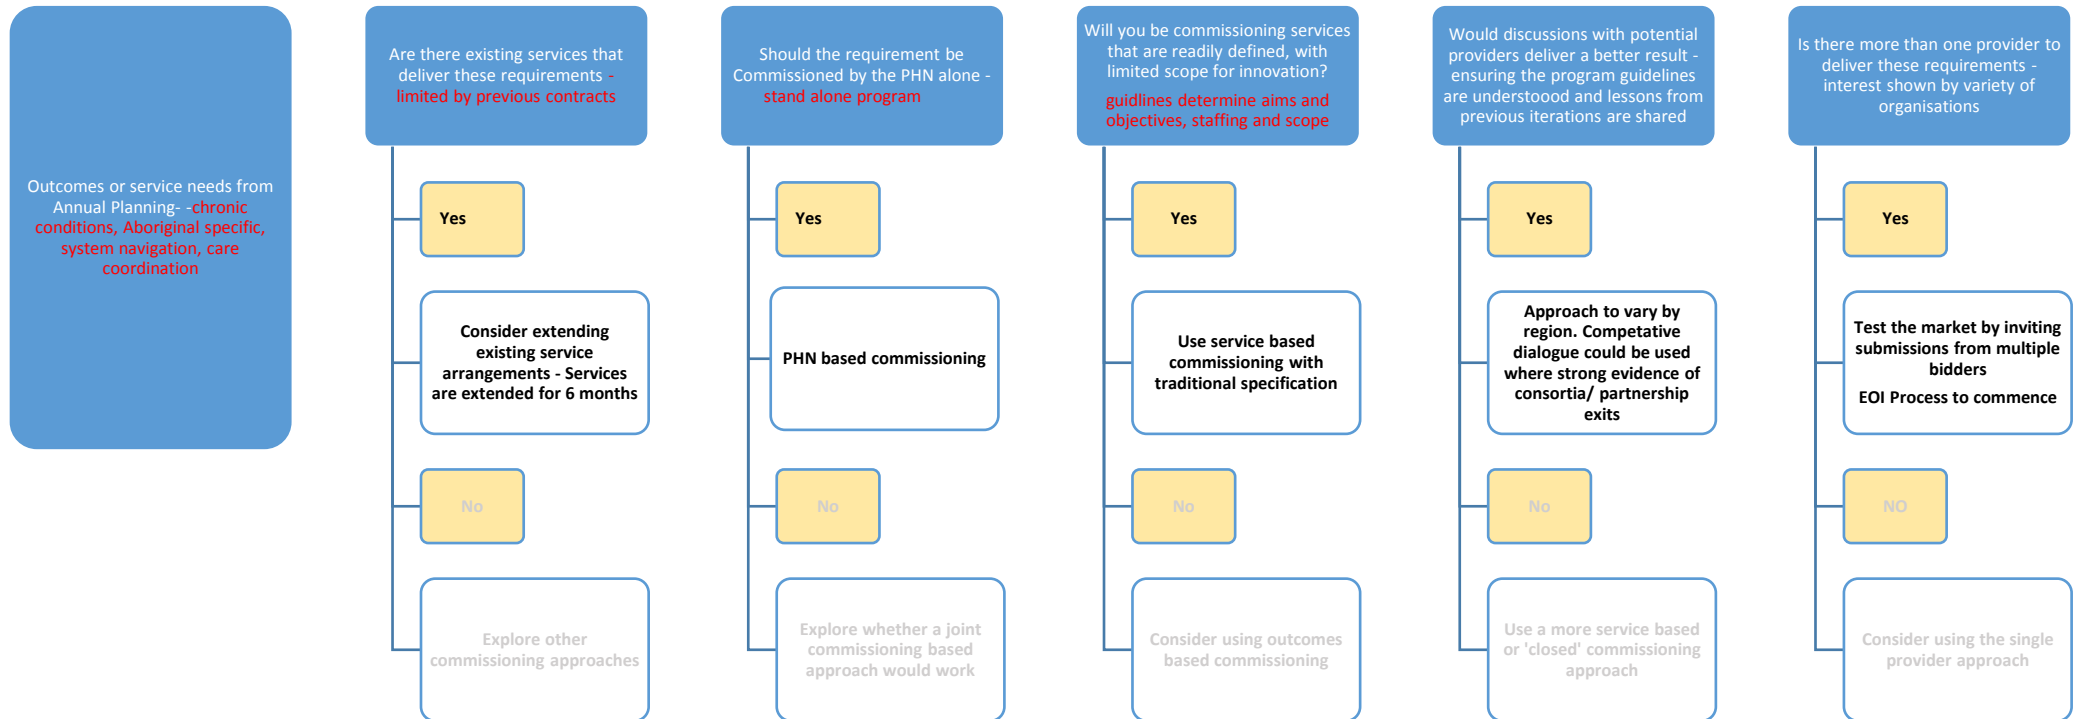 Outcomes or service needs from
Annual Planning- -chronic
conditions, Aboriginal specific,
system navigation, care
coordination
Are there existing services that
deliver these requirements -
limited by previous contracts
Yes
Consider extending
existing service
arrangements - Services
are extended for 6 months
No
Explore other
commissioning approaches
Should the requirement be
Commissioned by the PHN alone -
stand alone program
Yes
PHN based commissioning
No
Explore whether a joint
commissioning based
approach would work
Will you be commissioning services
that are readily defined, with
limited scope for innovation?
guidlines determine aims and
objectives, staffing and scope
Yes
Use service based
commissioning with
traditional specification
No
Consider using outcomes
based commissioning
Would discussions with potential
providers deliver a better result -
ensuring the program guidelines
are understoood and lessons from
previous iterations are shared
Yes
Approach to vary by
region. Competative
dialogue could be used
where strong evidence of
consortia/ partnership
exits
No
Use a more service based
or 'closed' commissioning
approach
Is there more than one provider to
deliver these requirements -
interest shown by variety of
organisations
Yes
Test the market by inviting
submissions from multiple
bidders
EOI Process to commence
NO
Consider using the single
provider approach